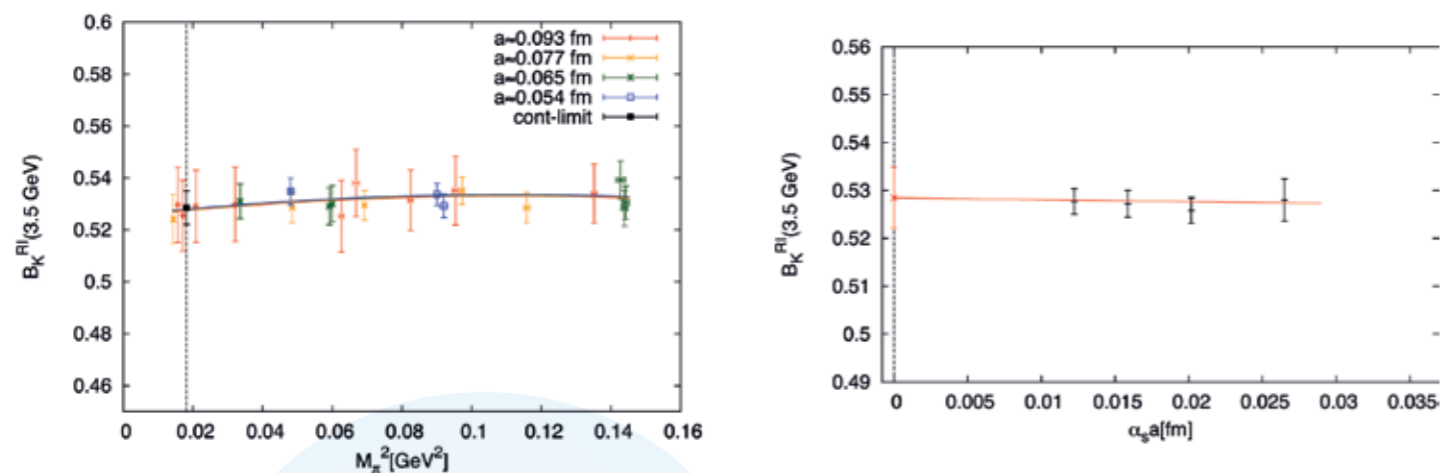 0.6
0.58
0.56
0.54
0.52
0.5
0.48
0.46
B_K^RI(3.5 GeV)
a≈0.093 fm
a≈0.077 fm
a≈0.065 fm
a≈0.054 fm
cont-limit
0 0.02 0.04 0.06 0.08 0.1 0.12 0.14 0.16
M_π^2[GeV^2]
0.56
0.55
0.54
0.53
0.52
0.51
0.5
0.49
B_K^RI(3.5 GeV)
0 0.005 0.01 0.015 0.02 0.025 0.03 0.035
α_s a[fm]